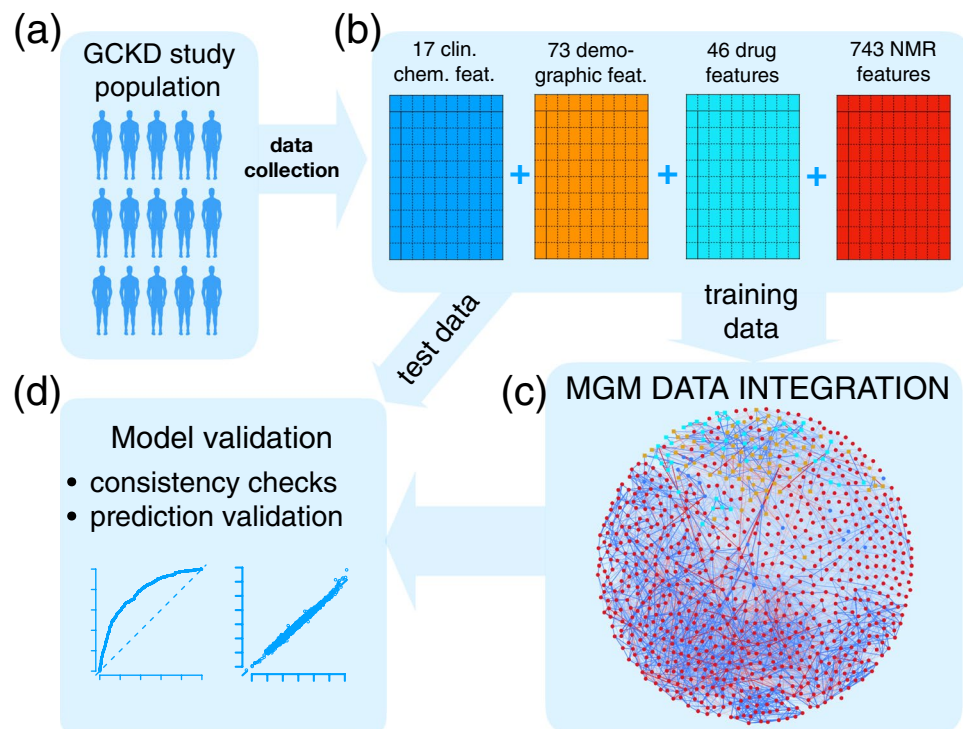 (a)
GCKD study
population
data
collection
(b)
17 clin.
chem. feat.
73 demo-
graphic feat.
46 drug
features
743 NMR
features
+
+
+
test data
training
data
(c)
MGM DATA INTEGRATION
(d)
Model validation
• consistency checks
• prediction validation